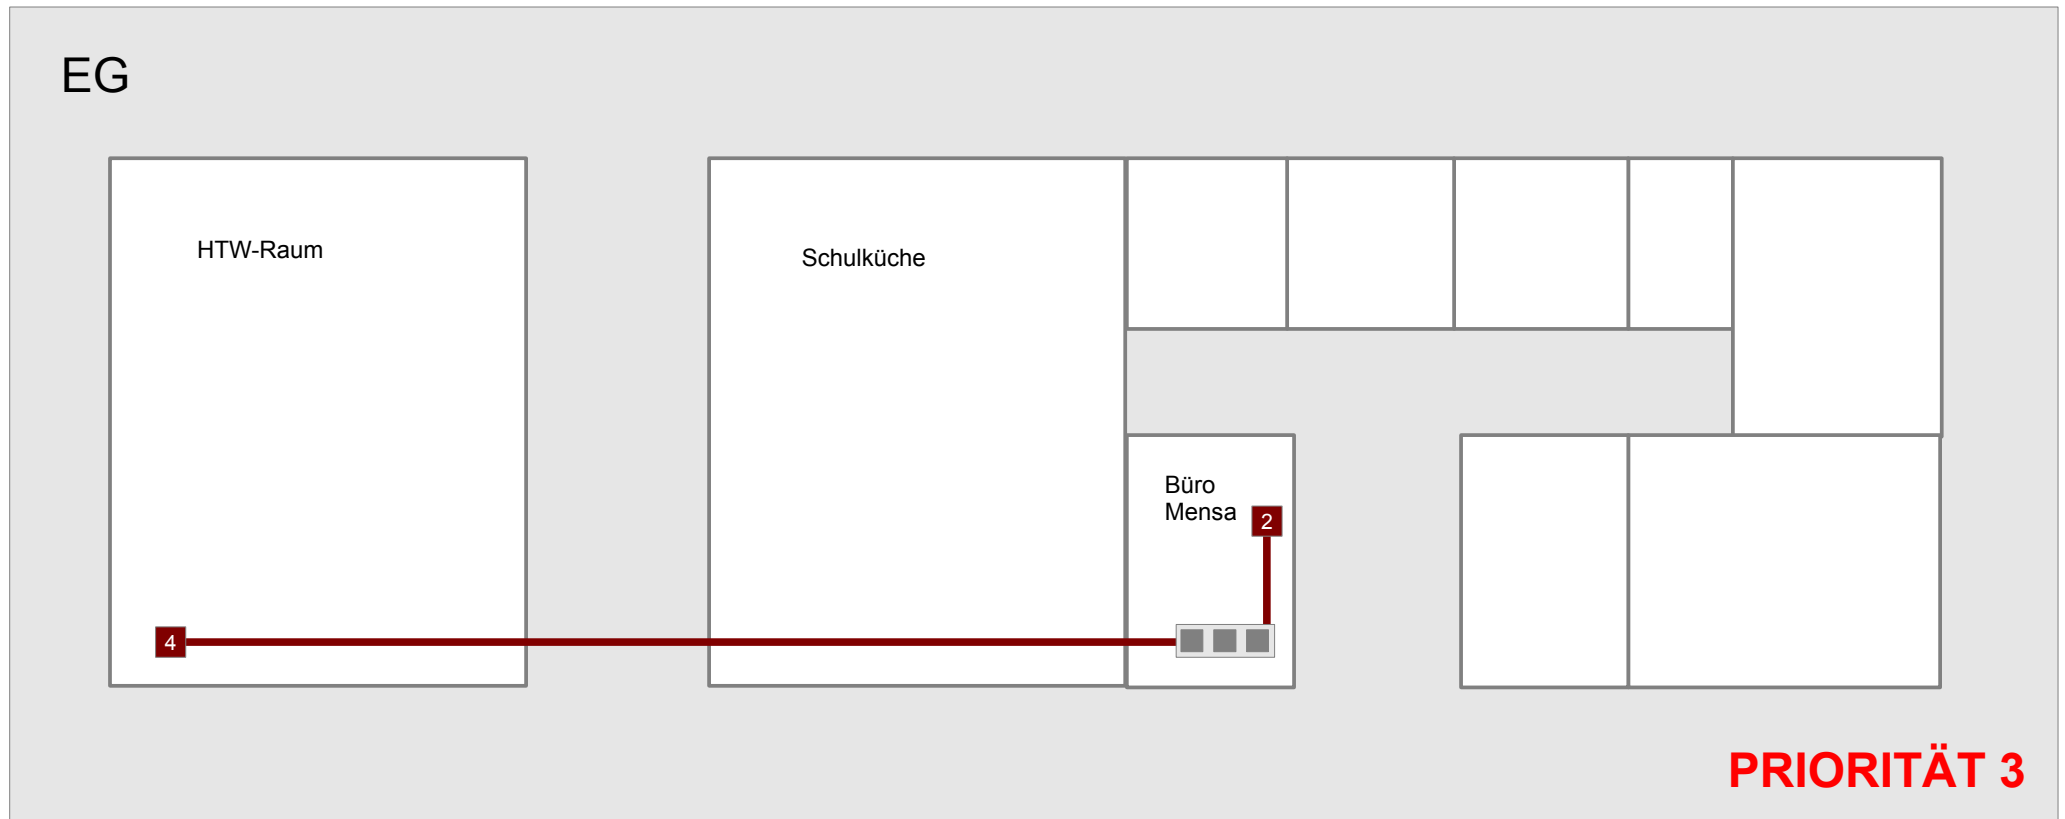 EG
HTW-Raum
Schulküche
Büro
Mensa
2
4
PRIORITÄT 3